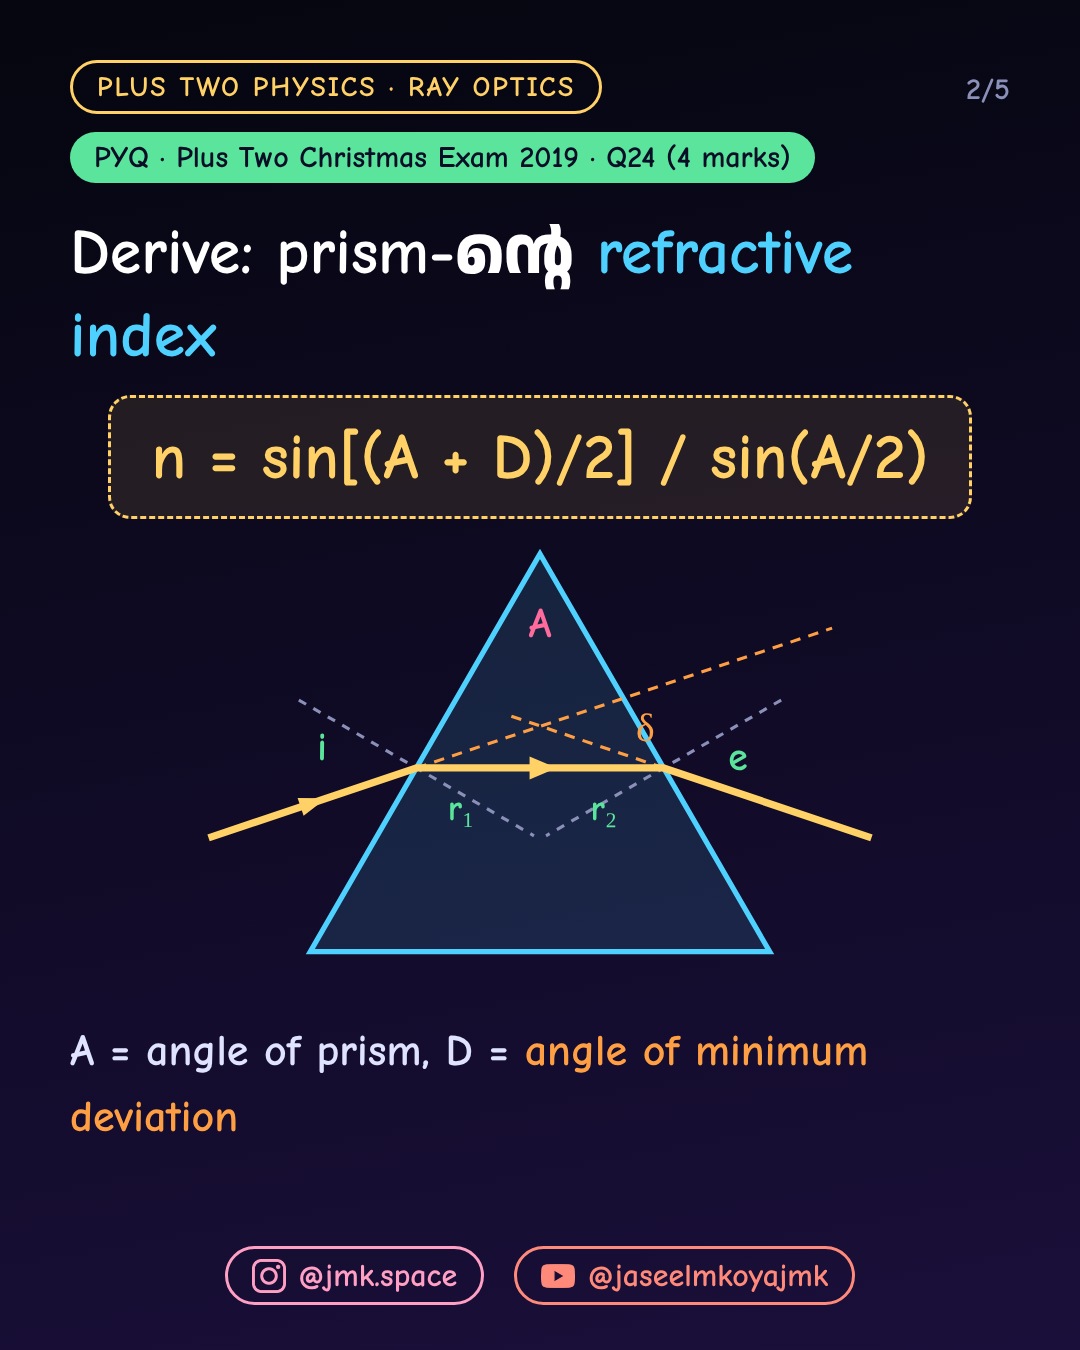 PLUS TWO PHYSICS · RAY OPTICS
2/5
PYQ · Plus Two Christmas Exam 2019 · Q24 (4 marks)
Derive: prism-ന്റെ refractive
index
n = sin[(A + D)/2] / sin(A/2)
A
δ
i
e
r₁
r₂
A = angle of prism, D = angle of minimum
deviation
@jmk.space
@jaseelmkoyajmk